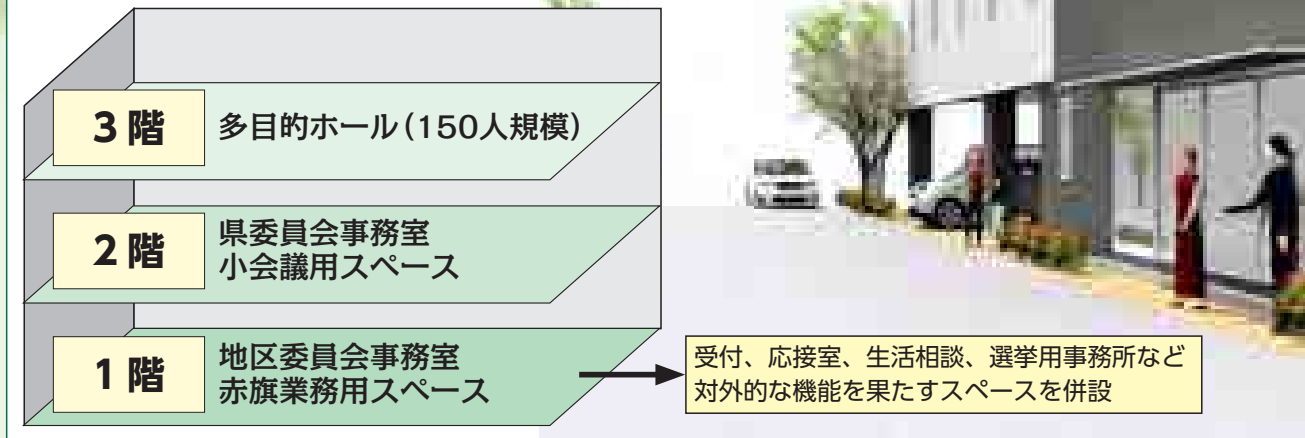 3階
多目的ホール(150人規模)
2階
県委員会事務室
小会議用スペース
1階
地区委員会事務室
赤旗業務用スペース
受付、応接室、生活相談、選挙用事務所など
対外的な機能を果たすスペースを併設